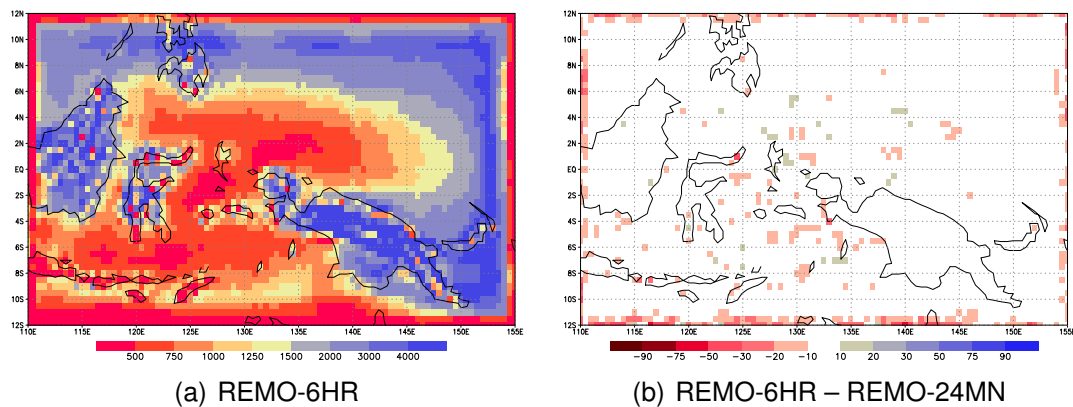 12N
10N
8N
6N
4N
2N
EQ
2S
4S
6S
8S
10S
12S
110E 115E 120E 125E 130E 135E 140E 145E 150E 155E
500 750 1000 1250 1500 2000 3000 4000
(a) REMO-6HR
12N
10N
8N
6N
4N
2N
EQ
2S
4S
6S
8S
10S
12S
110E 115E 120E 125E 130E 135E 140E 145E 150E 155E
−90 −75 −50 −30 −20 −10 10 20 30 75 90
(b) REMO-6HR – REMO-24MN